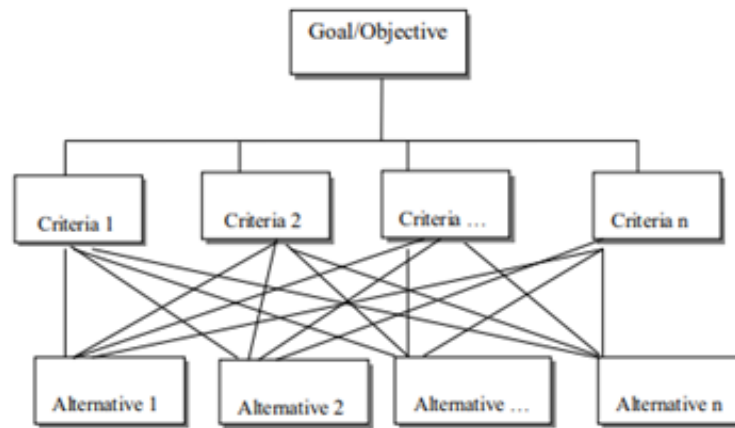 Goal/Objective
Criteria 1
Criteria 2
Criteria …
Criteria n
Alternative 1
Alternative 2
Alternative …
Alternative n